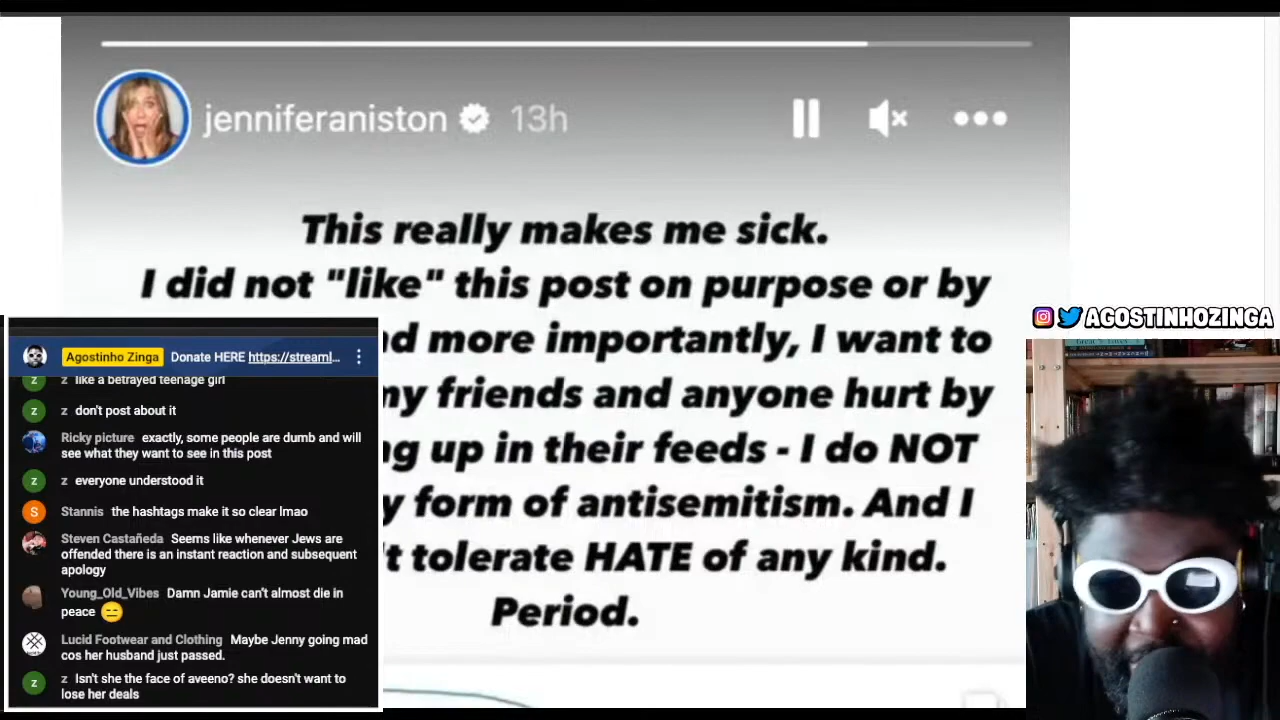 jenniferaniston 13h
This really makes me sick.
I did not "like" this post on purpose or by
d more importantly, I want to
ny friends and anyone hurt by
ng up in their feeds - I do NOT
y form of antisemitism. And I
t tolerate HATE of any kind.
Period.
AGOSTINHOZINGA
Agostinho Zinga Donate HERE https://streaml...
z like a betrayed teenage girl
z don't post about it
Ricky picture exactly, some people are dumb and will
see what they want to see in this post
z everyone understood it
S Stannis the hashtags make it so clear lmao
Steven Castañeda Seems like whenever Jews are
offended there is an instant reaction and subsequent
apology
Young_Old_Vibes Damn Jamie can't almost die in
peace
Lucid Footwear and Clothing Maybe Jenny going mad
cos her husband just passed.
z Isn't she the face of aveeno? she doesn't want to
lose her deals